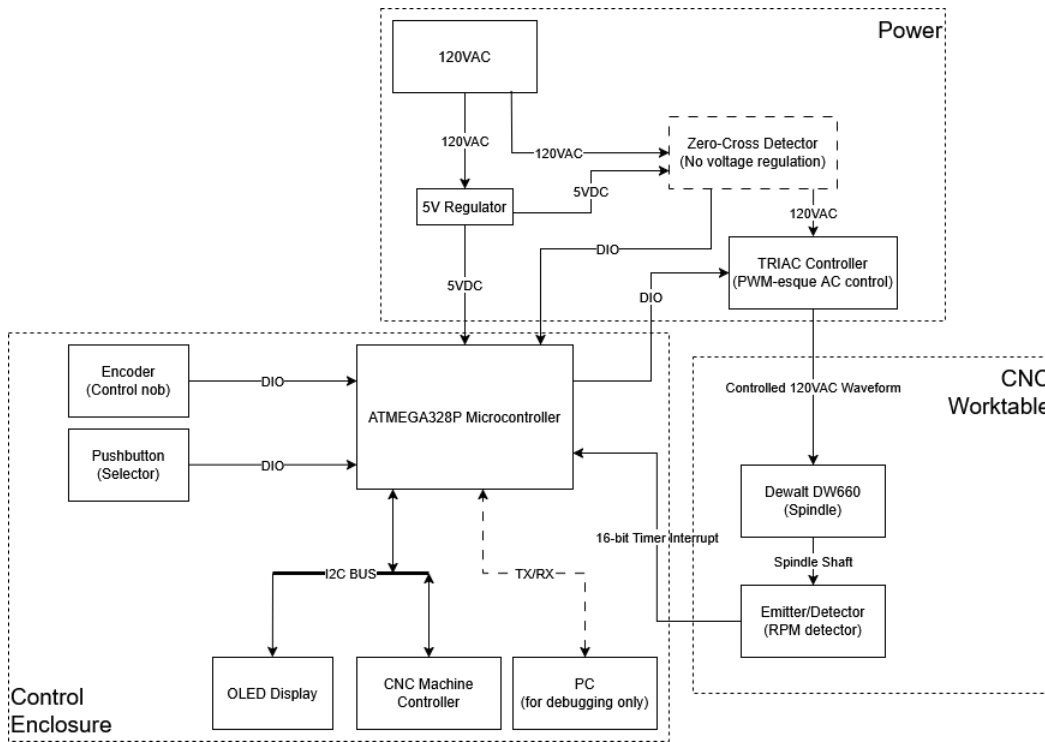 Power
120VAC
120VAC
120VAC
Zero-Cross Detector
(No voltage regulation)
5VDC
5V Regulator
120VAC
DIO
TRIAC Controller
(PWM-esque AC control)
5VDC
DIO
Encoder
(Control nob)
DIO
ATMEGA328P Microcontroller
Controlled 120VAC Waveform
CNC
Worktable
Pushbutton
(Selector)
DIO
Dewalt DW660
(Spindle)
16-bit Timer Interrupt
Spindle Shaft
I2C BUS
TX/RX
Emitter/Detector
(RPM detector)
OLED Display
CNC Machine
Controller
PC
(for debugging only)
Control
Enclosure